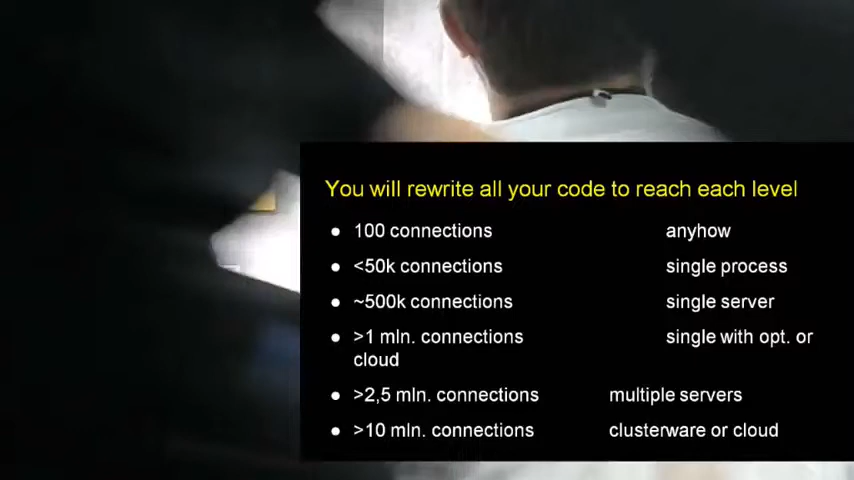 You will rewrite all your code to reach each level
● 100 connections anyhow
● <50k connections single process
● ~500k connections single server
● >1 mln. connections single with opt. or
cloud
● >2,5 mln. connections multiple servers
● >10 mln. connections clusterware or cloud